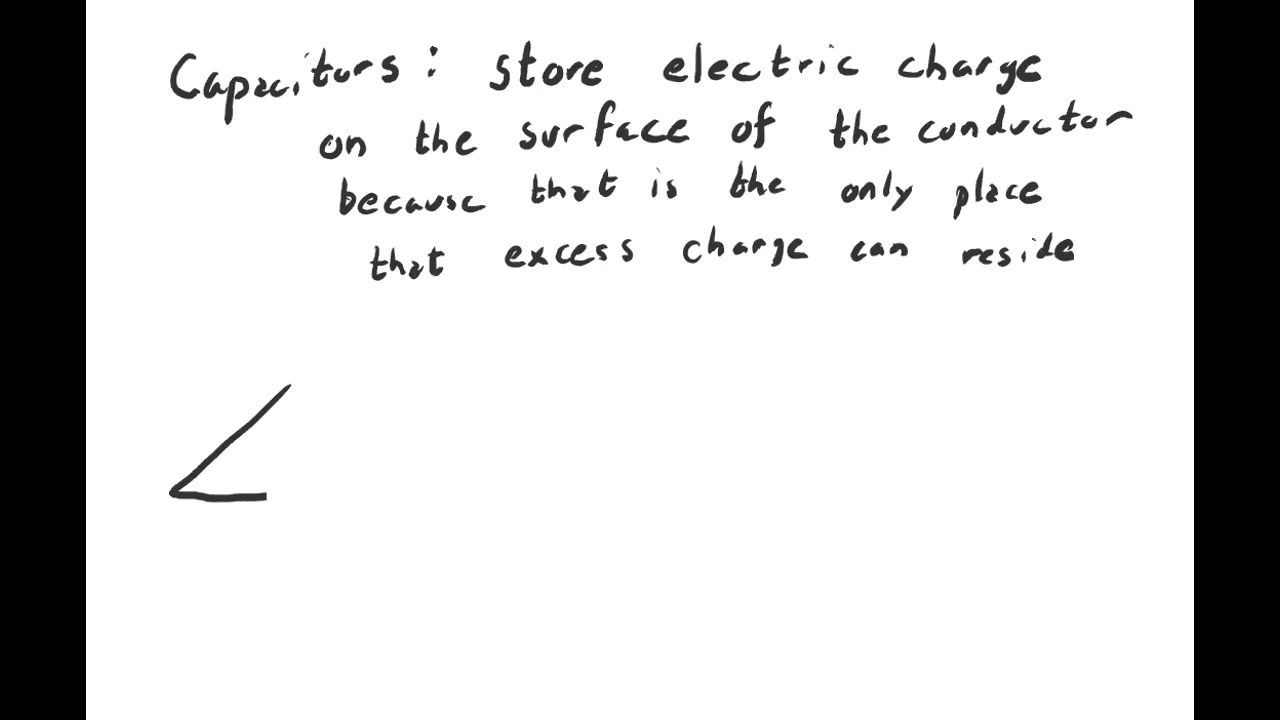 Capacitors: store electric charge
on the surface of the conductor
because that is the only place
that excess charge can reside